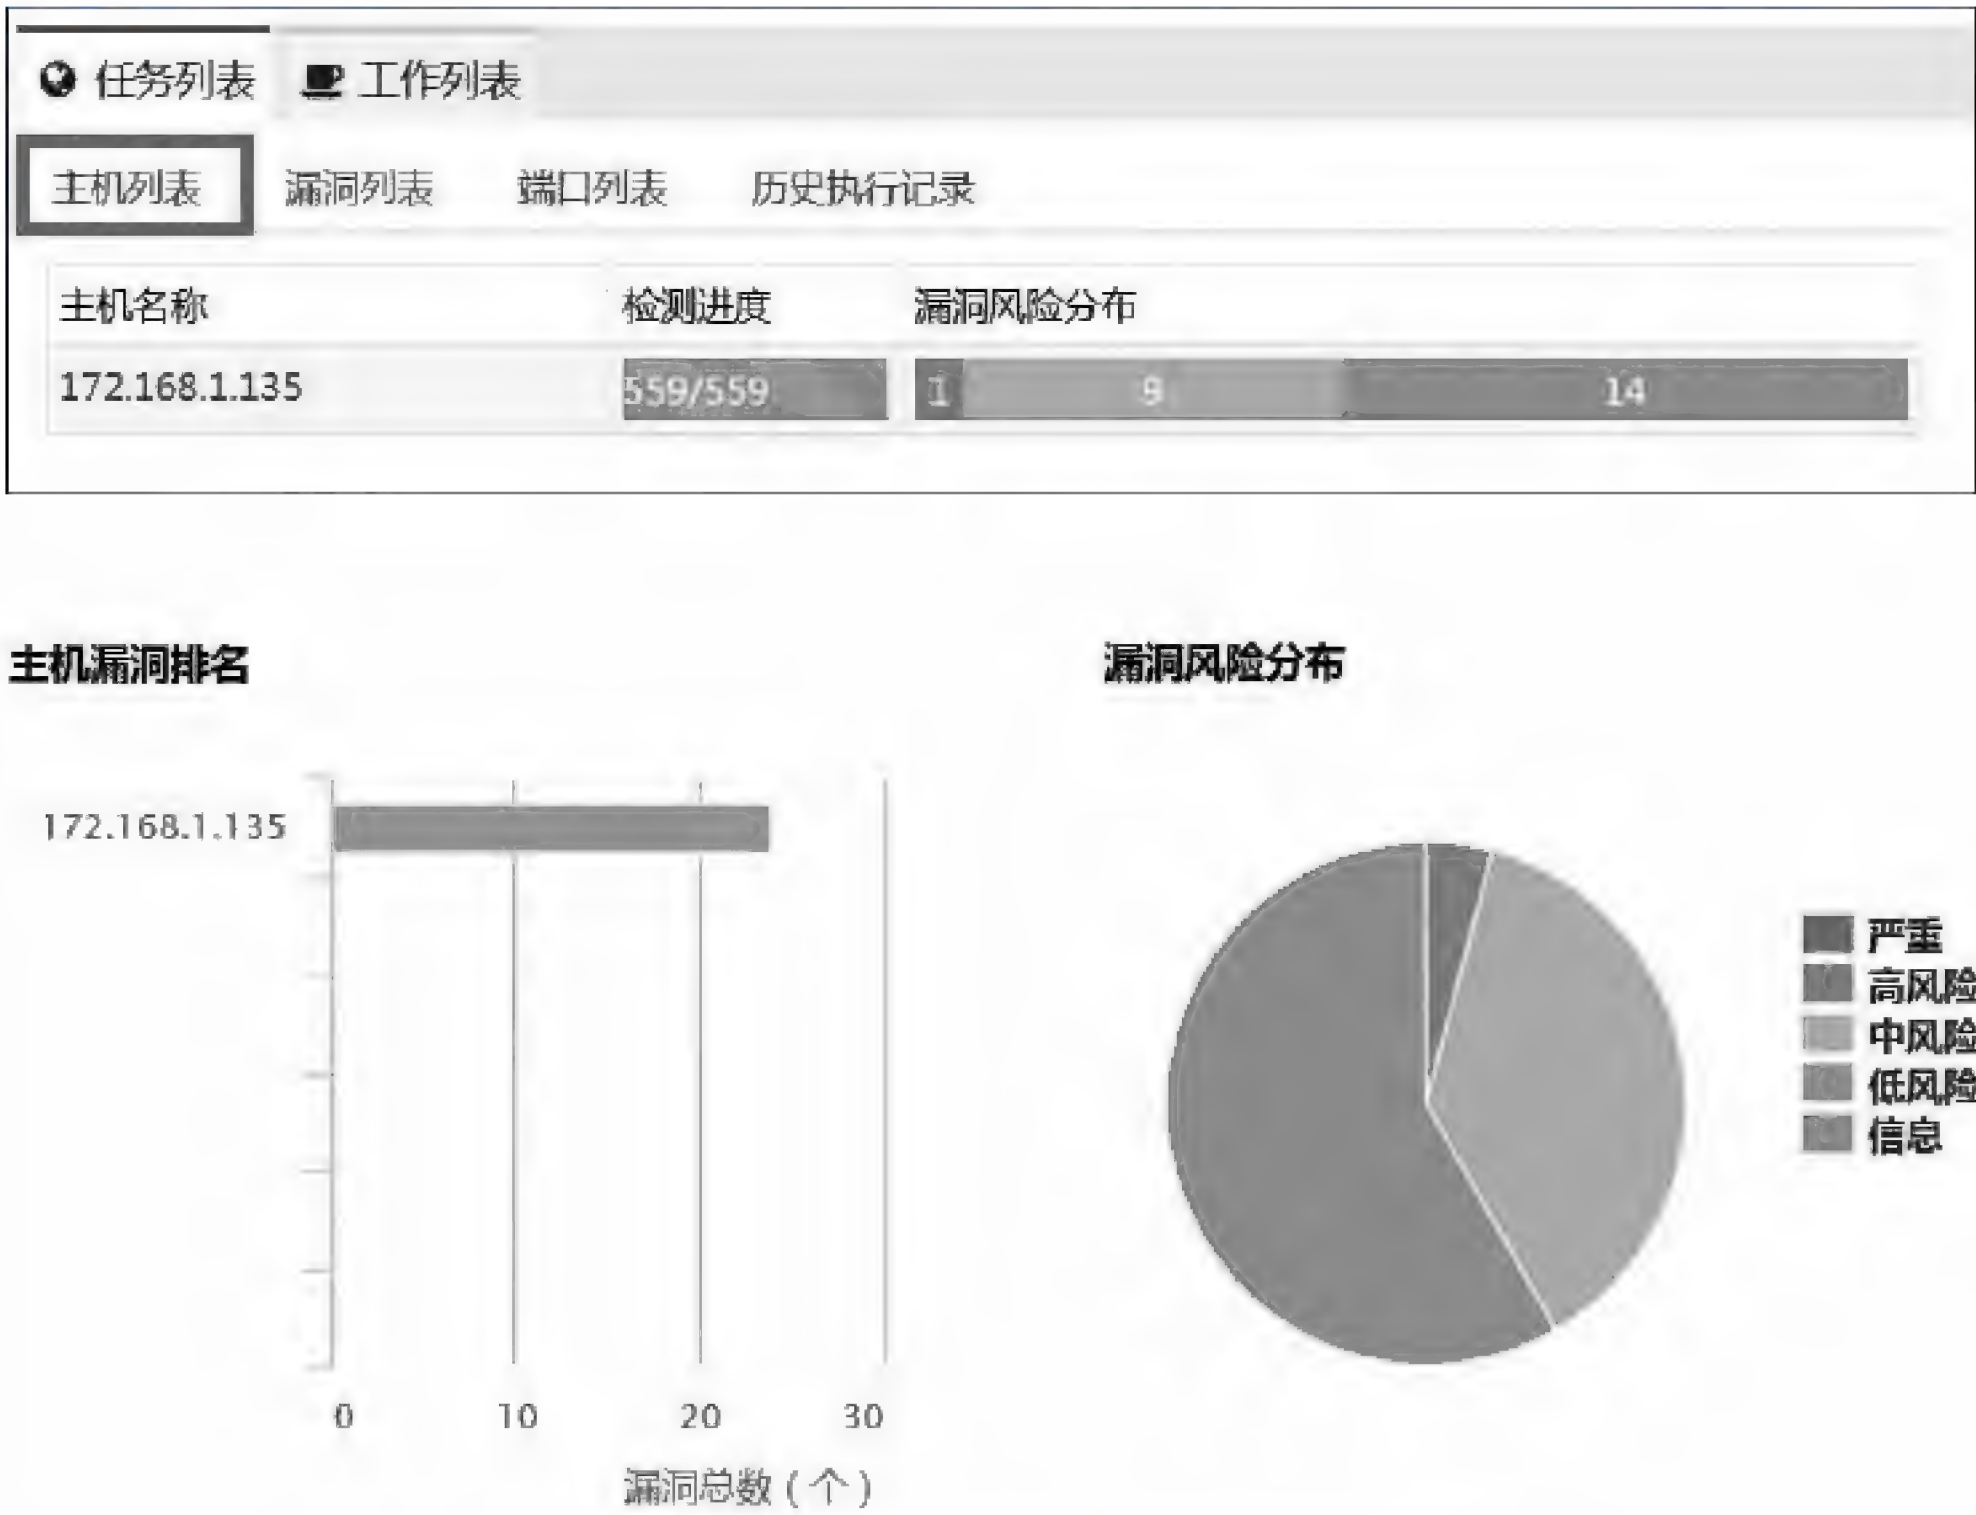 任务列表 工作列表
主机列表 漏洞列表 端口列表 历史执行记录
主机名称 检测进度 漏洞风险分布
172.168.1.135 559/559 1 9 14
主机漏洞排名 漏洞风险分布
172.168.1.135
严重
高风险
中风险
低风险
信息
0 10 20 30
漏洞总数(个)